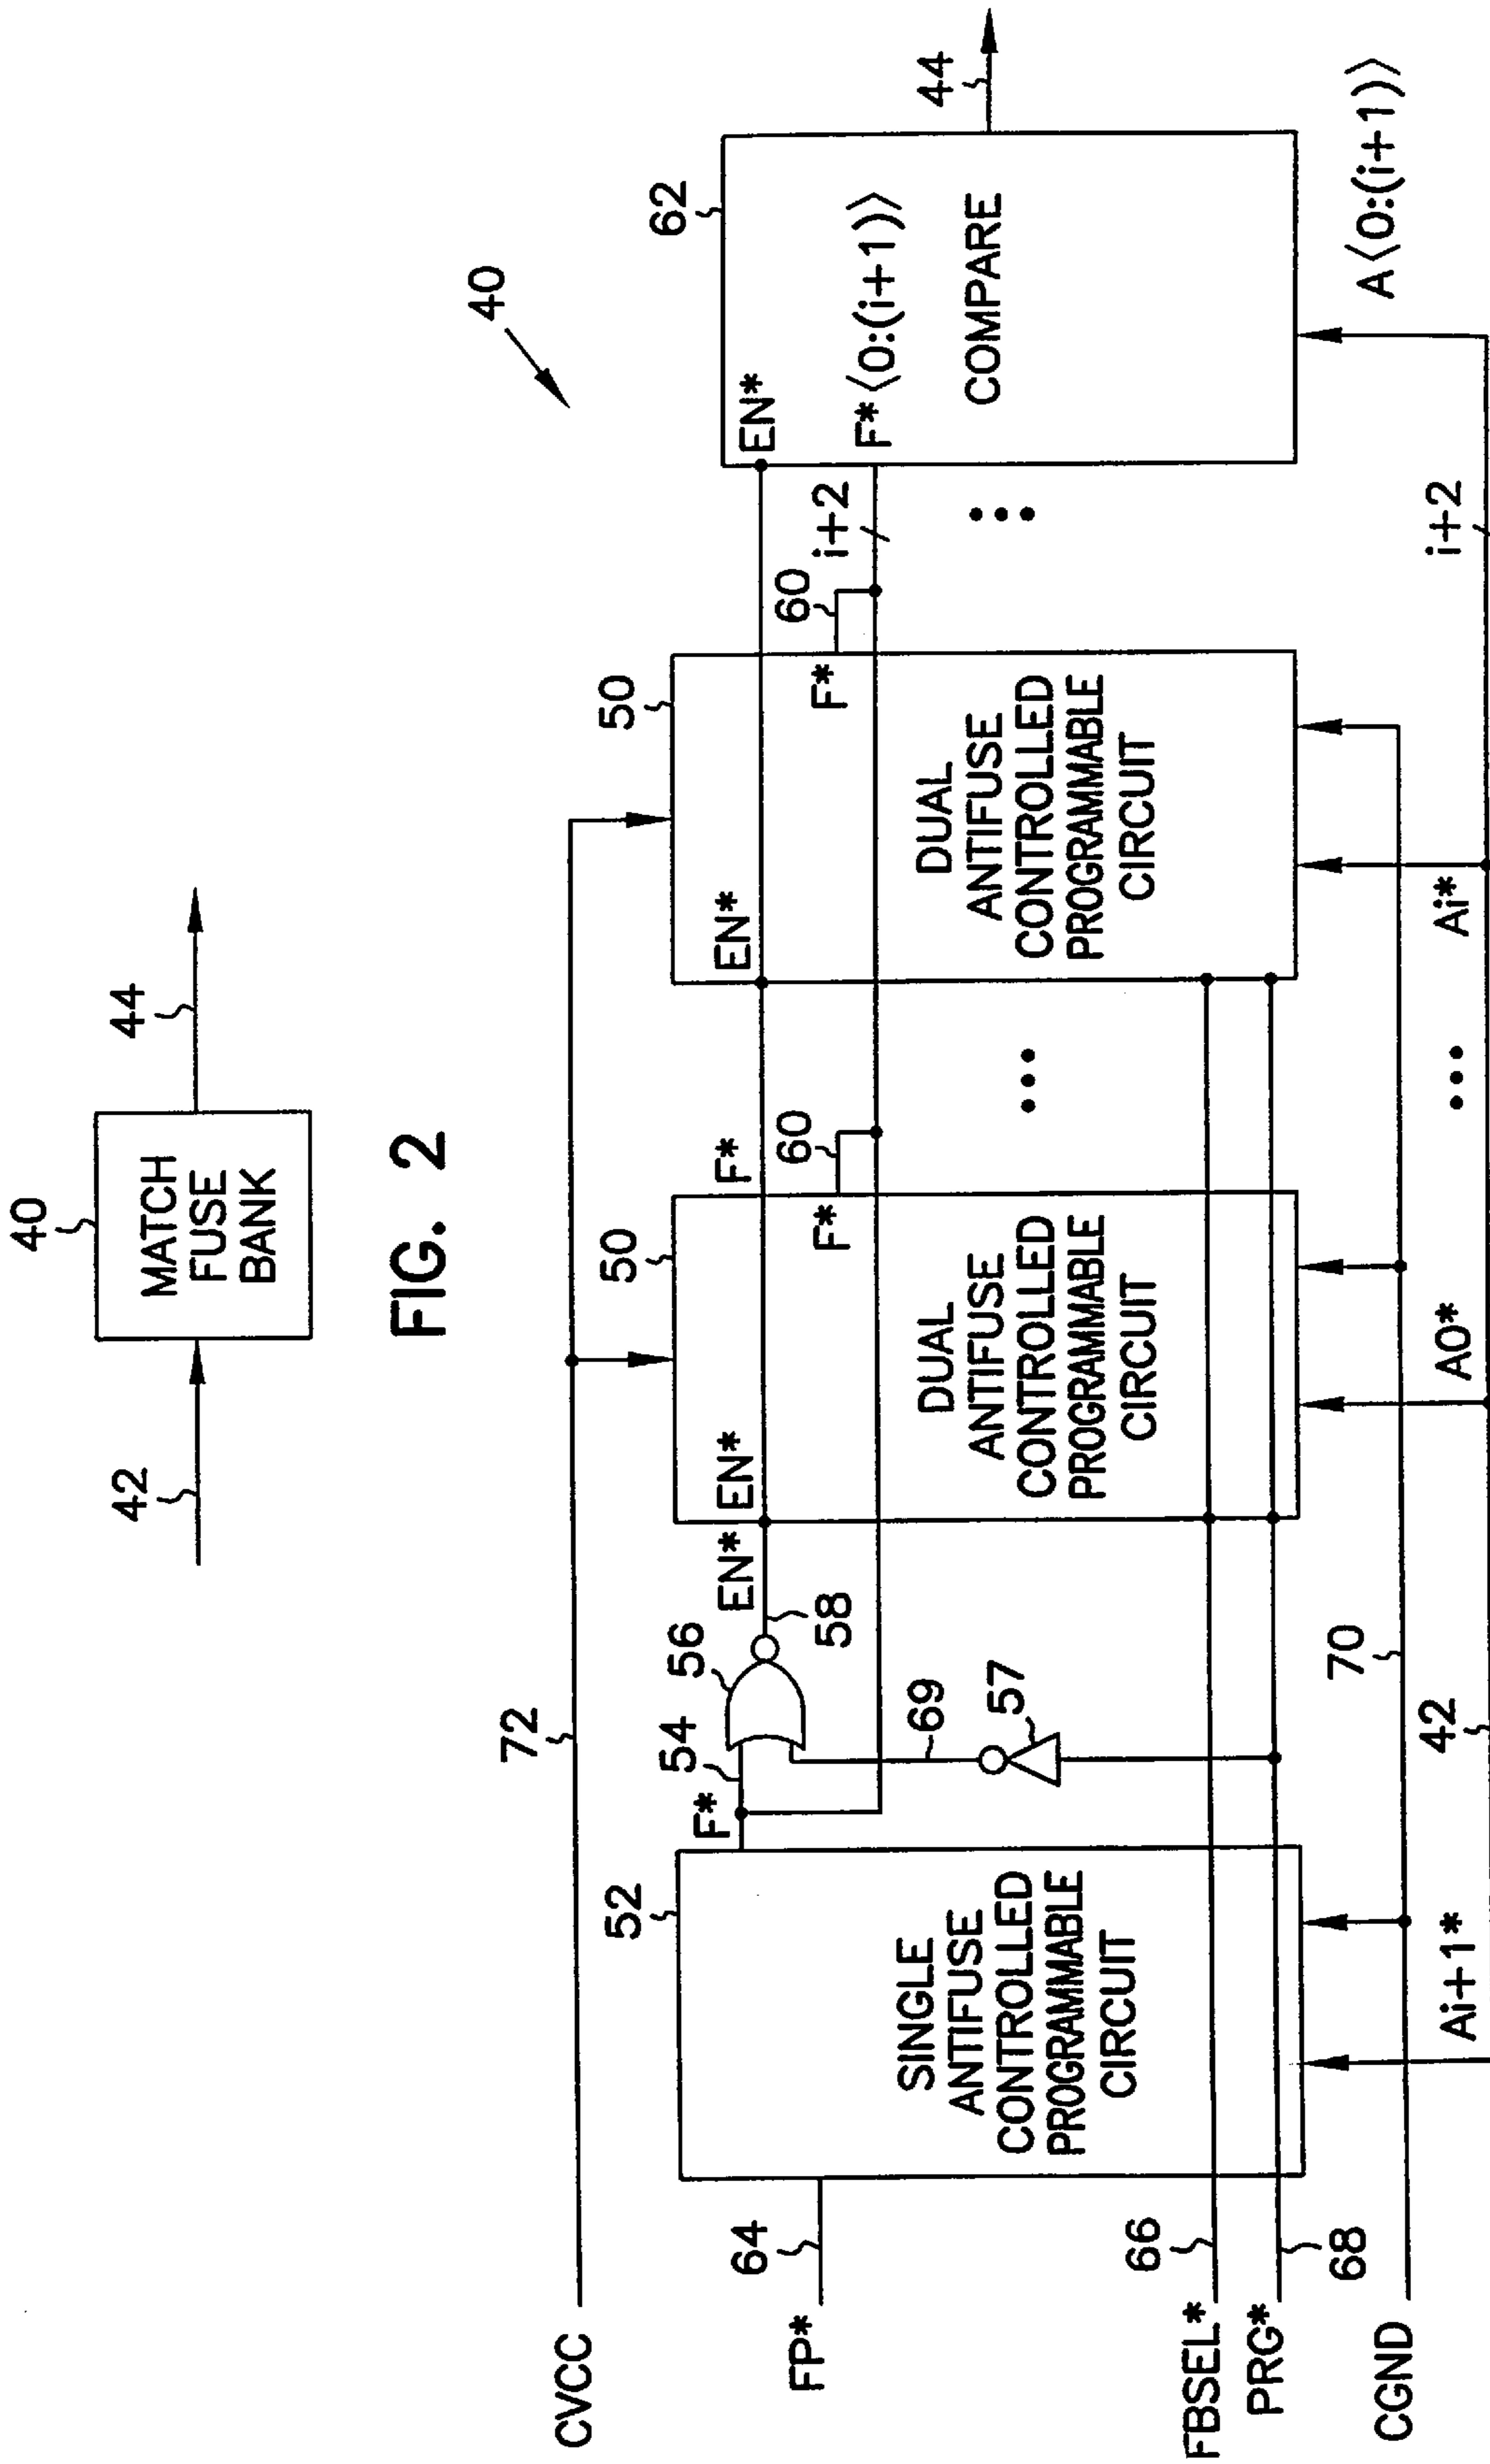 40
MATCH
FUSE
BANK
42
44
FIG. 2
40
CVCC
72
FP*
64
52
SINGLE
ANTIFUSE
CONTROLLED
PROGRAMMABLE
CIRCUIT
F*
54
56
EN*
58
69
57
50
EN*
F*
F*
DUAL
ANTIFUSE
CONTROLLED
PROGRAMMABLE
CIRCUIT
60
50
EN*
F*
DUAL
ANTIFUSE
CONTROLLED
PROGRAMMABLE
CIRCUIT
60
i+2
62
EN*
F*⟨0:(i+1)⟩
COMPARE
44
FBSEL*
66
PRG*
68
CGND
70
Ai+1*
42
A0*
Ai*
i+2
A⟨0:(i+1)⟩